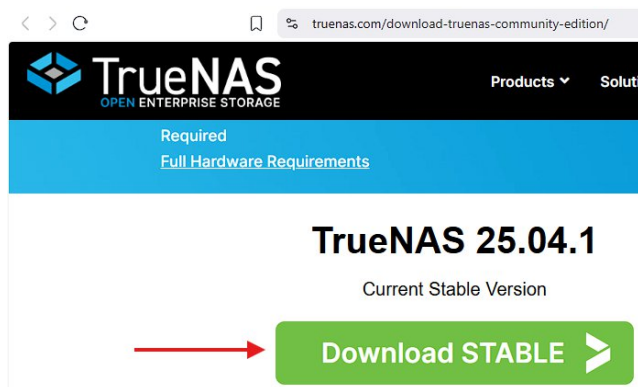 truenas.com/download-truenas-community-edition/
TrueNAS
OPEN ENTERPRISE STORAGE
Products
Required
Full Hardware Requirements
TrueNAS 25.04.1
Current Stable Version
Download STABLE